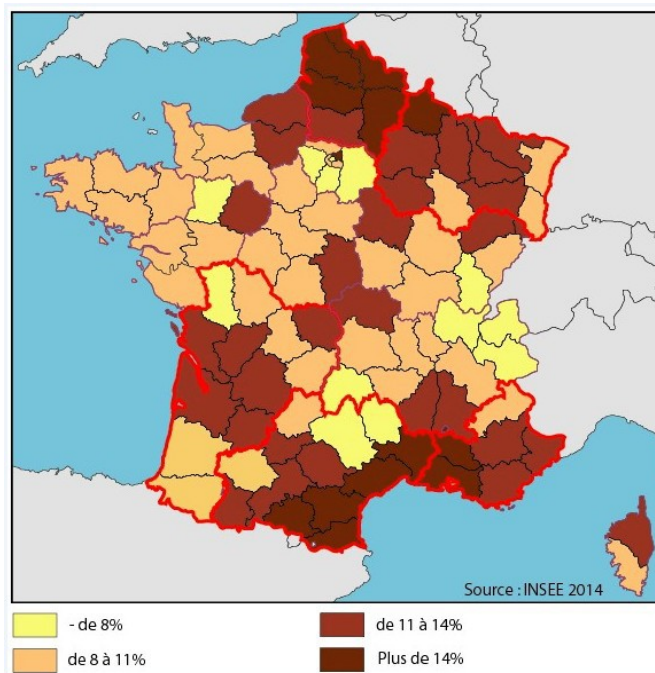 Source : INSEE 2014
- de 8%
de 11 à 14%
de 8 à 11%
Plus de 14%